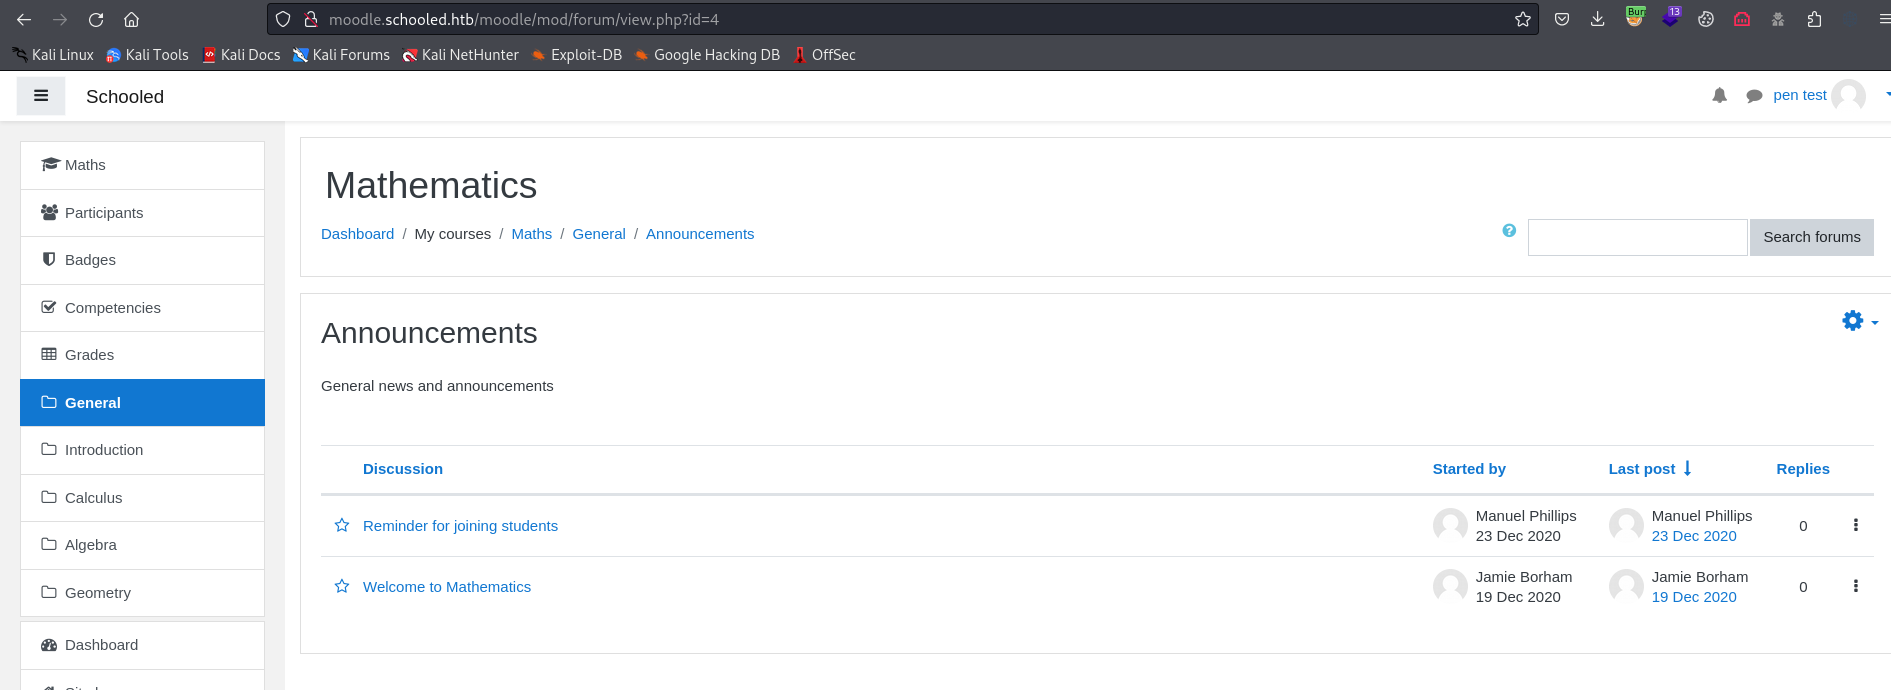 moodle.schooled.htb/moodle/mod/forum/view.php?id=4
13
Kali Linux Kali Tools Kali Docs Kali Forums Kali NetHunter Exploit-DB Google Hacking DB OffSec
Schooled
pen test
Maths
Participants
Badges
Competencies
Grades
General
Introduction
Calculus
Algebra
Geometry
Dashboard
Mathematics
Dashboard / My courses / Maths / General / Announcements
Search forums
Announcements
General news and announcements
Discussion Started by Last post Replies
Reminder for joining students Manuel Phillips Manuel Phillips 0
23 Dec 2020 23 Dec 2020
Welcome to Mathematics Jamie Borham Jamie Borham 0
19 Dec 2020 19 Dec 2020